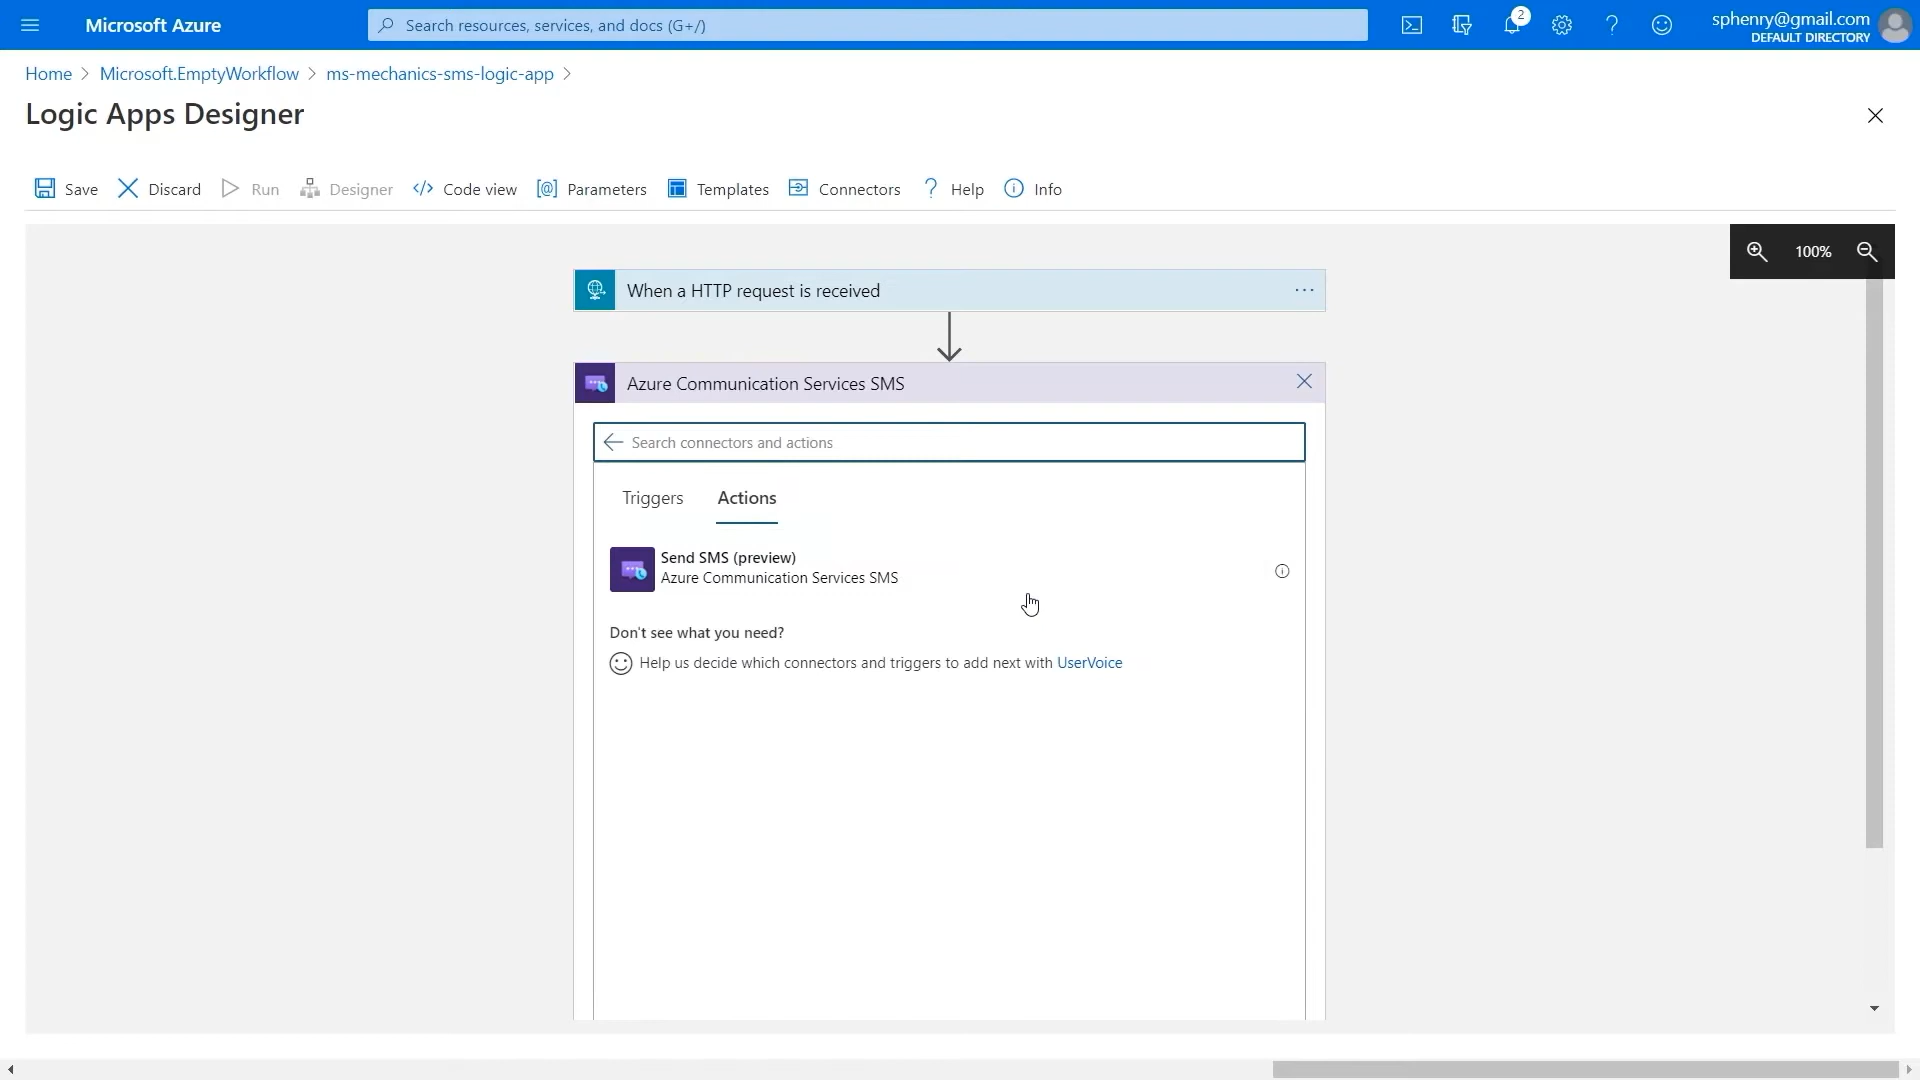 Microsoft Azure
Search resources, services, and docs (G+/)
2
sphenry@gmail.com
DEFAULT DIRECTORY
Home > Microsoft.EmptyWorkflow > ms-mechanics-sms-logic-app >
Logic Apps Designer
Save Discard Run Designer Code view Parameters Templates Connectors Help Info
100%
When a HTTP request is received
Azure Communication Services SMS
Search connectors and actions
Triggers Actions
Send SMS (preview)
Azure Communication Services SMS
Don't see what you need?
Help us decide which connectors and triggers to add next with UserVoice